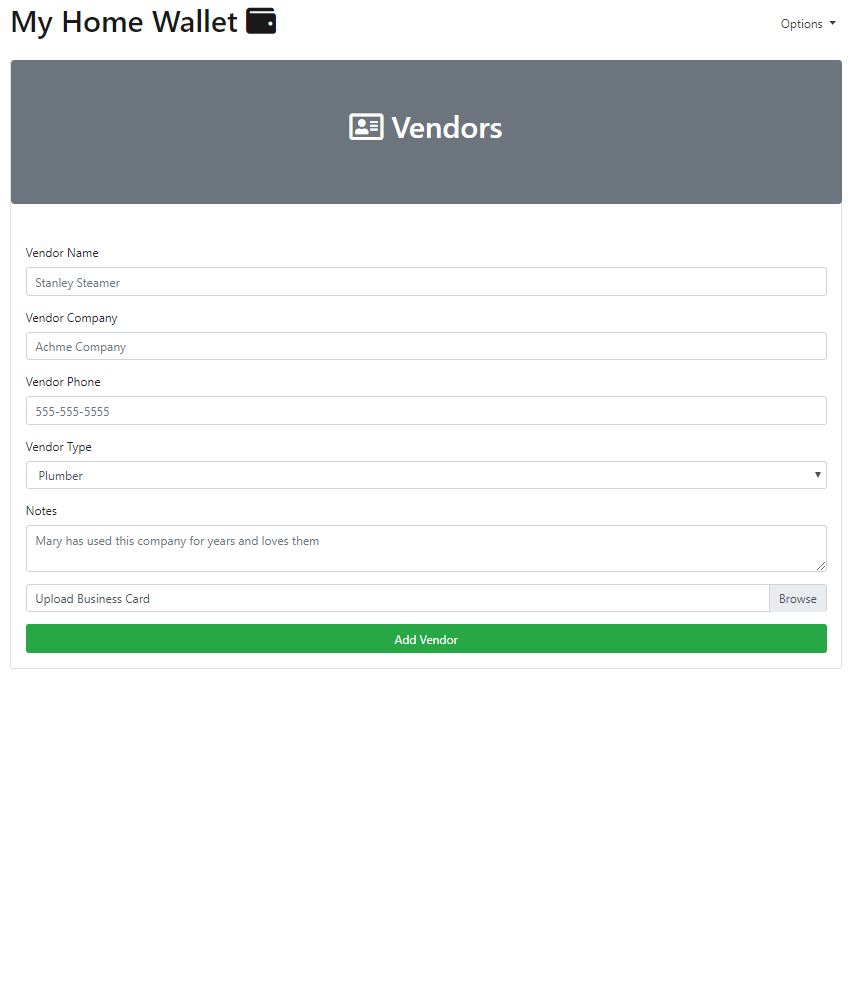 My Home Wallet
Options
Vendors
Vendor Name
Stanley Steamer
Vendor Company
Achme Company
Vendor Phone
555-555-5555
Vendor Type
Plumber
Notes
Mary has used this company for years and loves them
Upload Business Card
Browse
Add Vendor